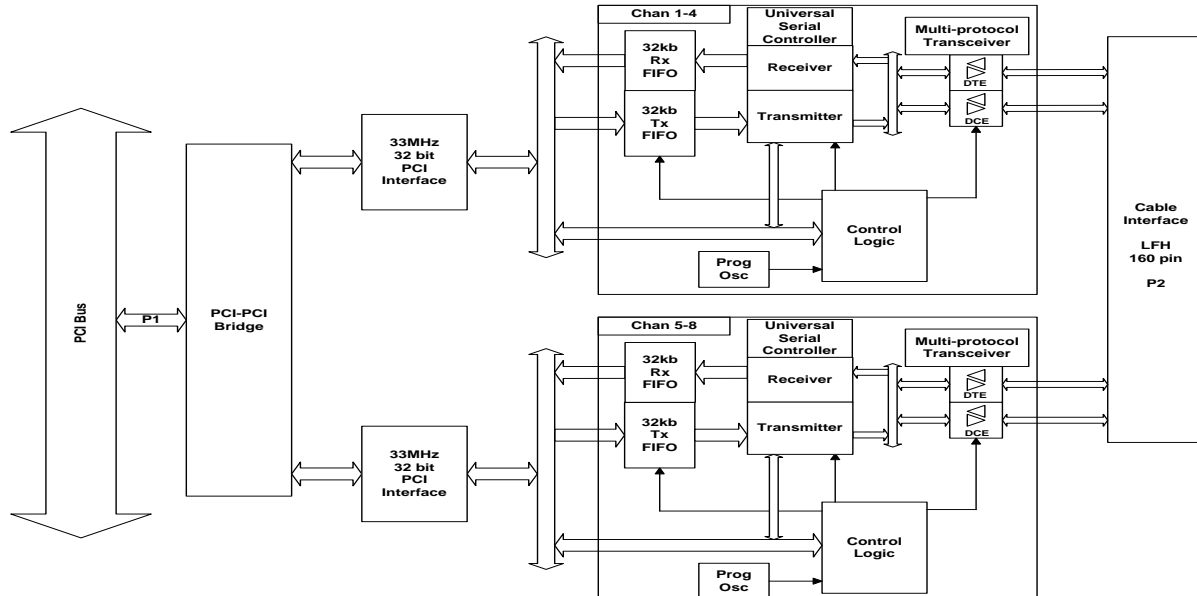 Chan 1-4
Universal
Serial
Controller
Multi-protocol
Transceiver
32kb
Rx
FIFO
Receiver
DTE
32kb
Tx
FIFO
Transmitter
DCE
33MHz
32 bit
PCI
Interface
Control
Logic
Prog
Osc
Cable
Interface
LFH
160 pin
P2
PCI Bus
P1
PCI-PCI
Bridge
Chan 5-8
Universal
Serial
Controller
Multi-protocol
Transceiver
32kb
Rx
FIFO
Receiver
DTE
32kb
Tx
FIFO
Transmitter
DCE
33MHz
32 bit
PCI
Interface
Control
Logic
Prog
Osc